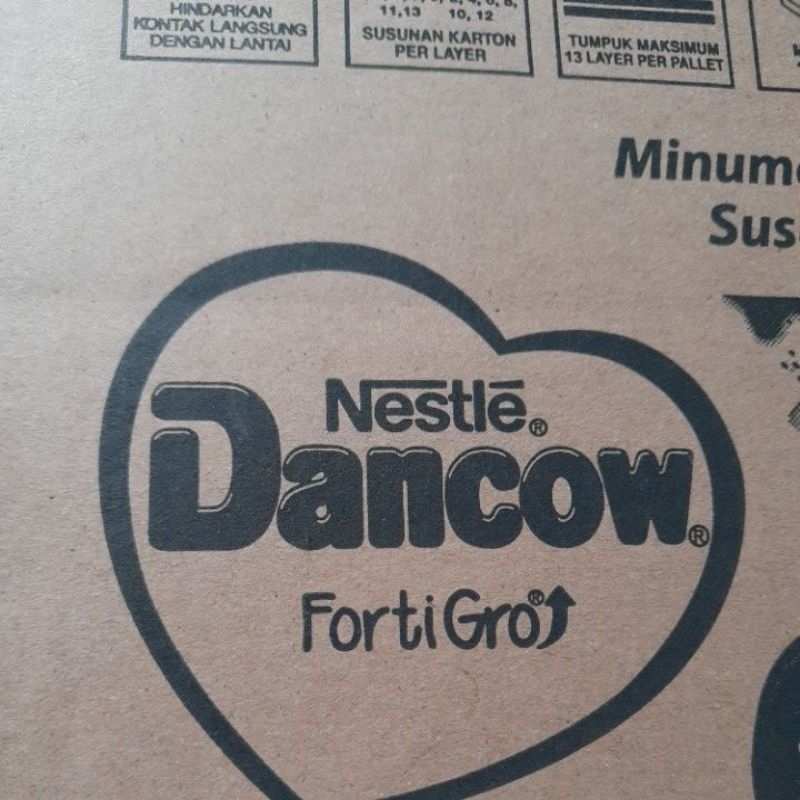 HINDARKAN
KONTAK LANGSUNG
DENGAN LANTAI
11,13 10, 12
SUSUNAN KARTON
PER LAYER
TUMPUK MAKSIMUM
13 LAYER PER PALLET
Nestlé®
Dancow®
FortiGro®